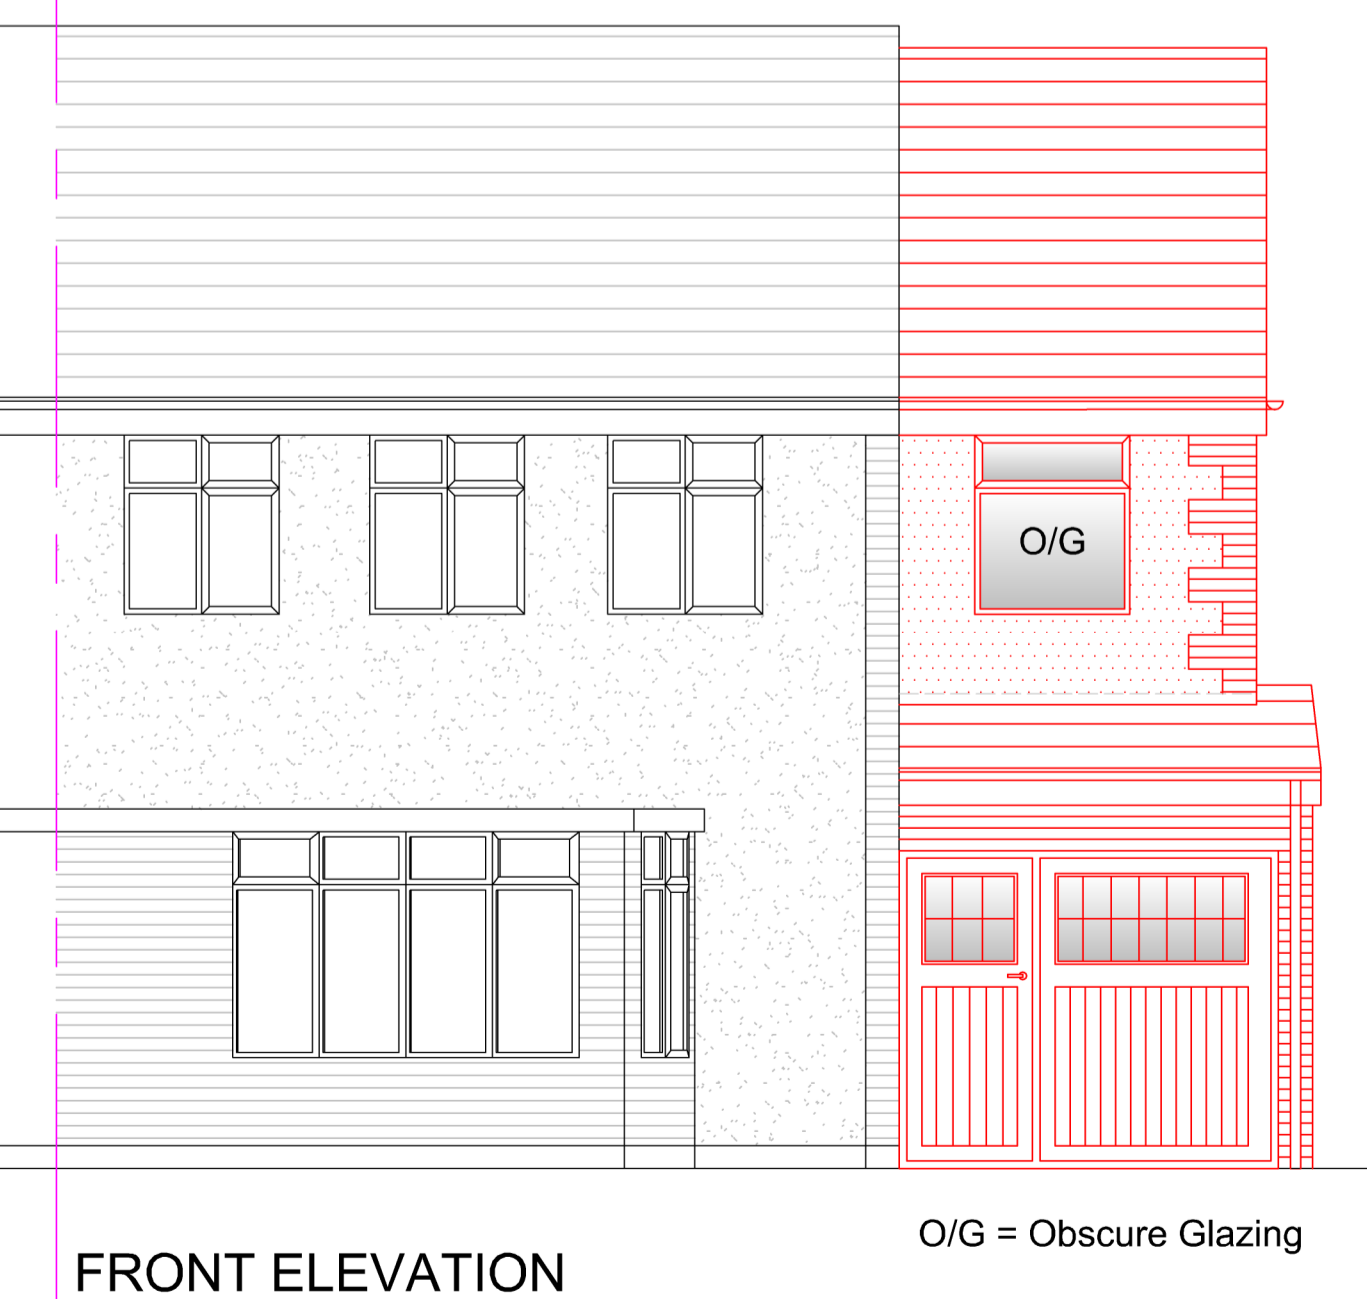 O/G
O/G = Obscure Glazing
FRONT ELEVATION